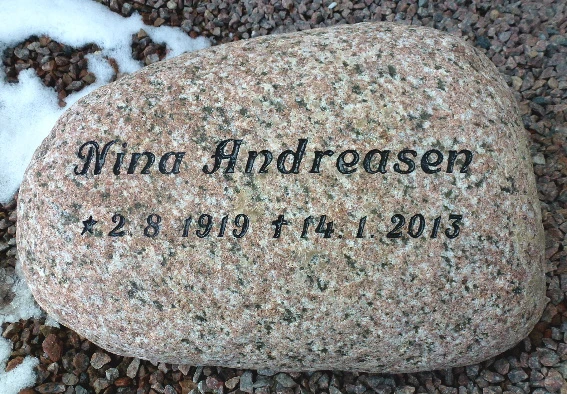 Nina Andreasen
★ 2. 8 1919 ✝ 14. 1. 2013